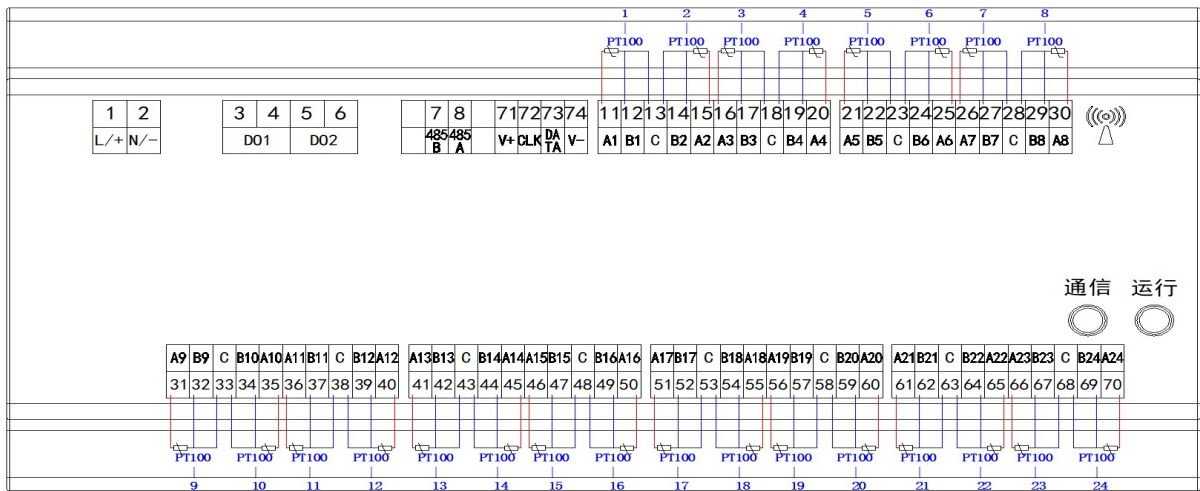 1 2 3 4 5 6 7 8
PT100 PT100 PT100 PT100 PT100 PT100 PT100 PT100
1 2 3 4 5 6 7 8 71 72 73 74 11 12 13 14 15 16 17 18 19 20 21 22 23 24 25 26 27 28 29 30
L/+ N/- DO1 DO2 485B 485A V+ CLK DATA V- A1 B1 C B2 A2 A3 B3 C B4 A4 A5 B5 C B6 A6 A7 B7 C B8 A8
通信 运行
A9 B9 C B10 A10 A11 B11 C B12 A12 A13 B13 C B14 A14 A15 B15 C B16 A16 A17 B17 C B18 A18 A19 B19 C B20 A20 A21 B21 C B22 A22 A23 B23 C B24 A24
31 32 33 34 35 36 37 38 39 40 41 42 43 44 45 46 47 48 49 50 51 52 53 54 55 56 57 58 59 60 61 62 63 64 65 66 67 68 69 70
PT100 PT100 PT100 PT100 PT100 PT100 PT100 PT100 PT100 PT100 PT100 PT100 PT100 PT100 PT100 PT100
9 10 11 12 13 14 15 16 17 18 19 20 21 22 23 24